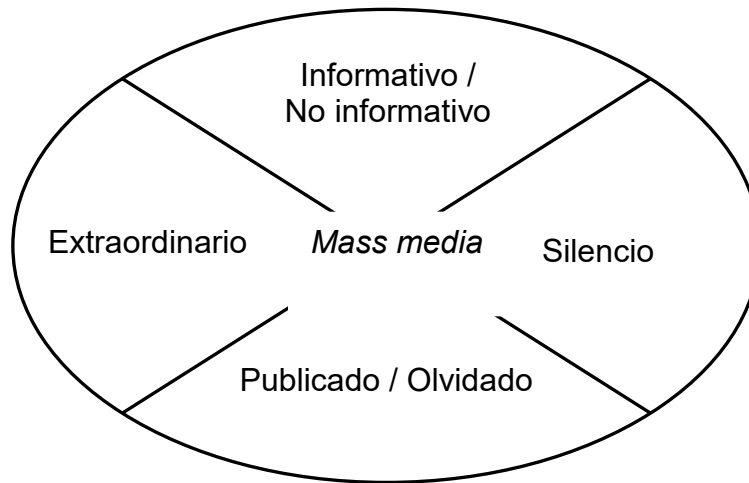 Informativo /
No informativo
Extraordinario
Mass media
Silencio
Publicado / Olvidado